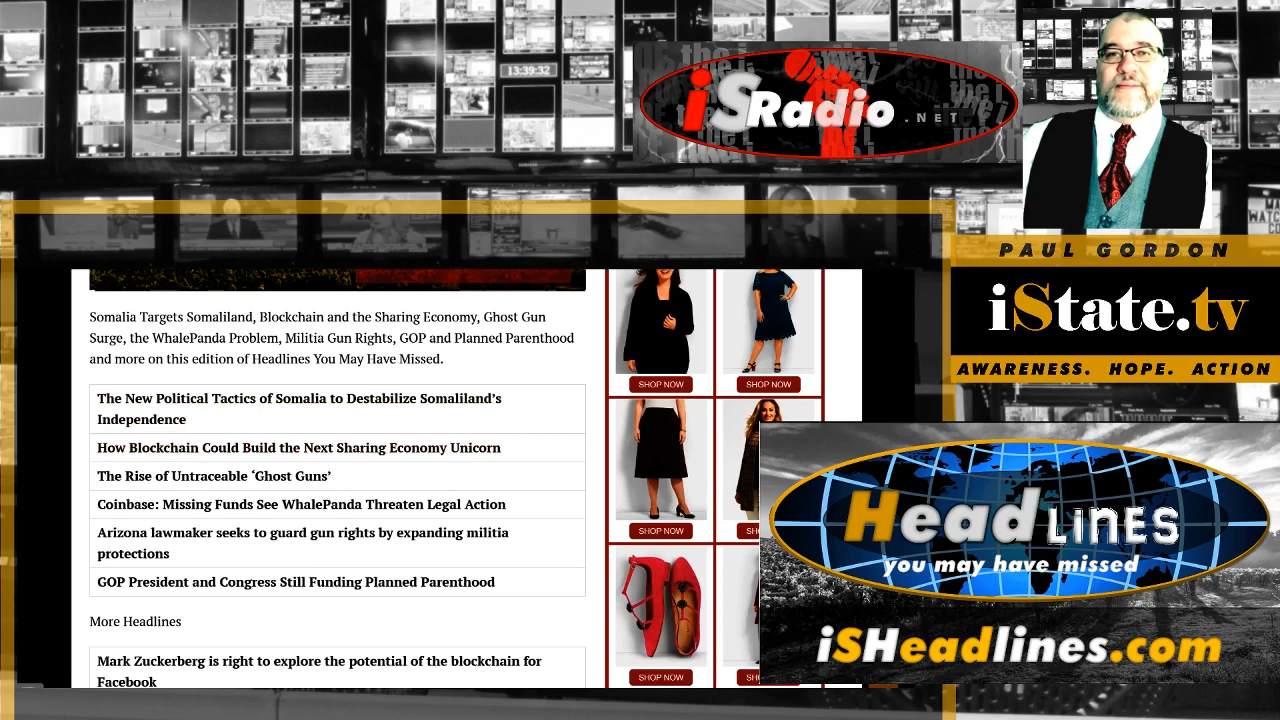 13:39:32
iSRadio
.NET
PAUL GORDON
iState.tv
AWARENESS. HOPE. ACTION
Somalia Targets Somaliland, Blockchain and the Sharing Economy, Ghost Gun
Surge, the WhalePanda Problem, Militia Gun Rights, GOP and Planned Parenthood
and more on this edition of Headlines You May Have Missed.
The New Political Tactics of Somalia to Destabilize Somaliland’s
Independence
How Blockchain Could Build the Next Sharing Economy Unicorn
The Rise of Untraceable ‘Ghost Guns’
Coinbase: Missing Funds See WhalePanda Threaten Legal Action
Arizona lawmaker seeks to guard gun rights by expanding militia
protections
GOP President and Congress Still Funding Planned Parenthood
More Headlines
Mark Zuckerberg is right to explore the potential of the blockchain for
Facebook
SHOP NOW
SHOP NOW
SHOP NOW
SHOP NOW
HeadLINES
you may have missed
iSHeadlines.com